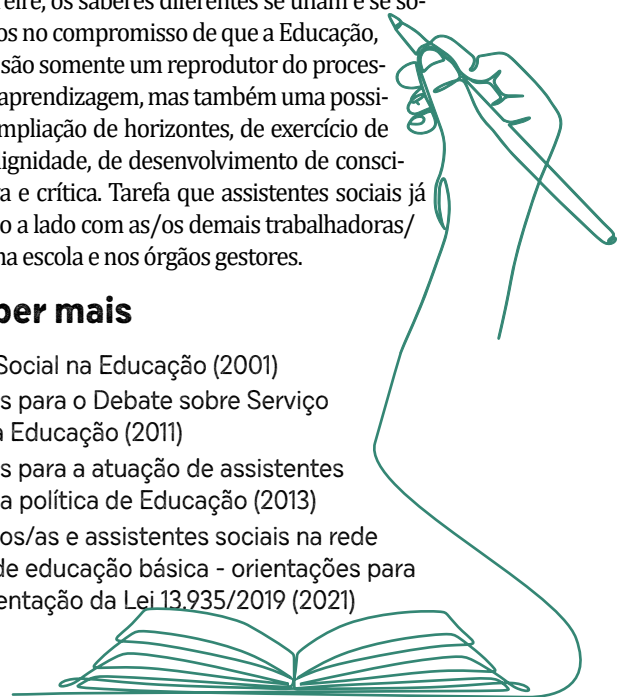 eire, os saberes diferentes se unam e se so-
os no compromisso de que a Educação,
são somente um reprodutor do proces-
aprendizagem, mas também uma possi-
mpliação de horizontes, de exercício de
ignidade, de desenvolvimento de consci-
a e crítica. Tarefa que assistentes sociais já
o a lado com as/os demais trabalhadoras/
na escola e nos órgãos gestores.
ber mais
Social na Educação (2001)
s para o Debate sobre Serviço
a Educação (2011)
s para a atuação de assistentes
a política de Educação (2013)
os/as e assistentes sociais na rede
de educação básica - orientações para
entação da Lei 13.935/2019 (2021)